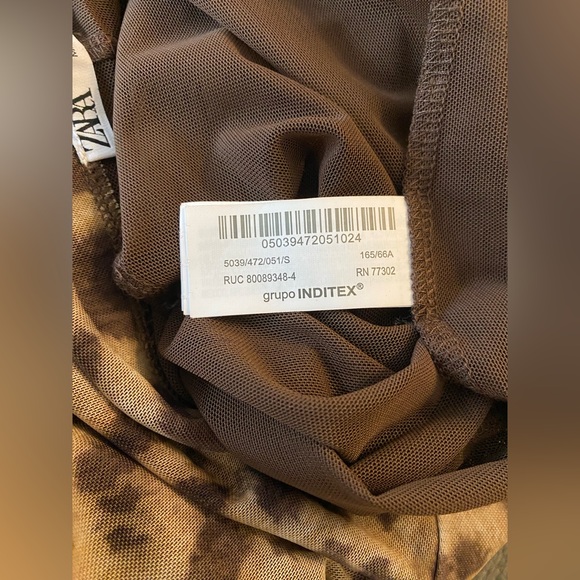 ZARA
05039472051024
5039/472/051/S 165/66A
RUC 80089348-4 RN 77302
grupo INDITEX®